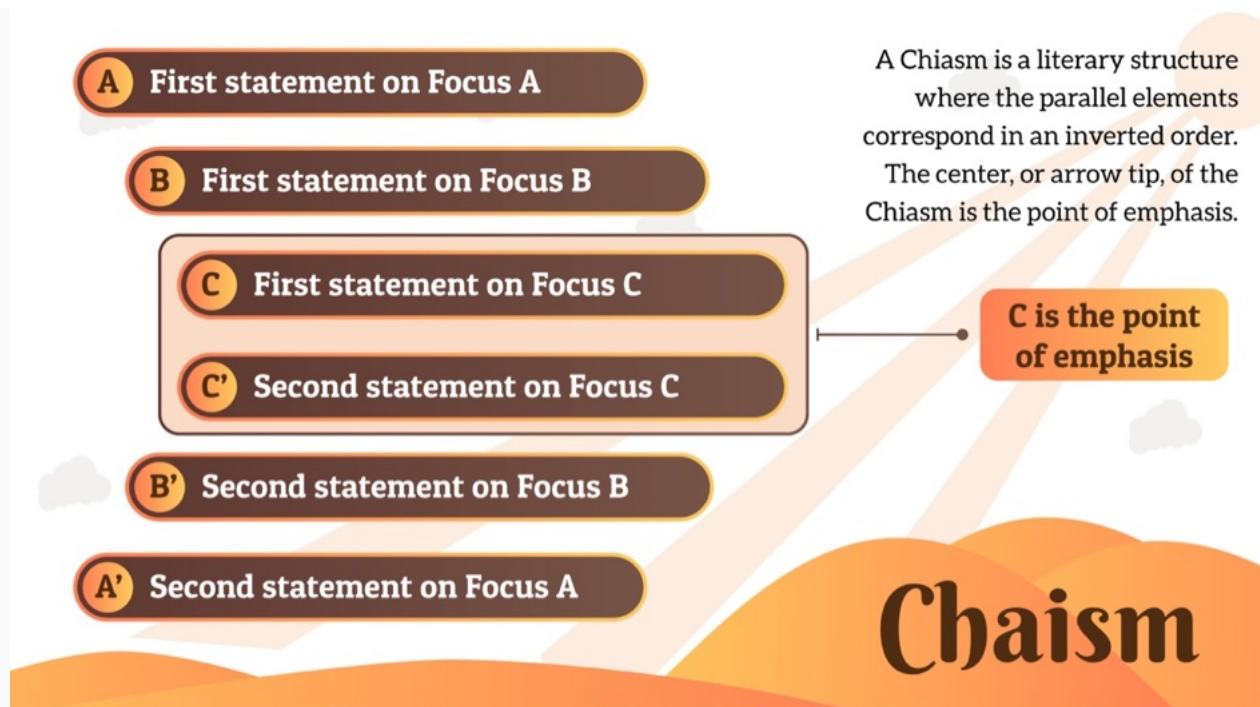 A First statement on Focus A
B First statement on Focus B
C First statement on Focus C
C’ Second statement on Focus C
B’ Second statement on Focus B
A’ Second statement on Focus A
A Chiasm is a literary structure
where the parallel elements
correspond in an inverted order.
The center, or arrow tip, of the
Chiasm is the point of emphasis.
C is the point
of emphasis
Chaism